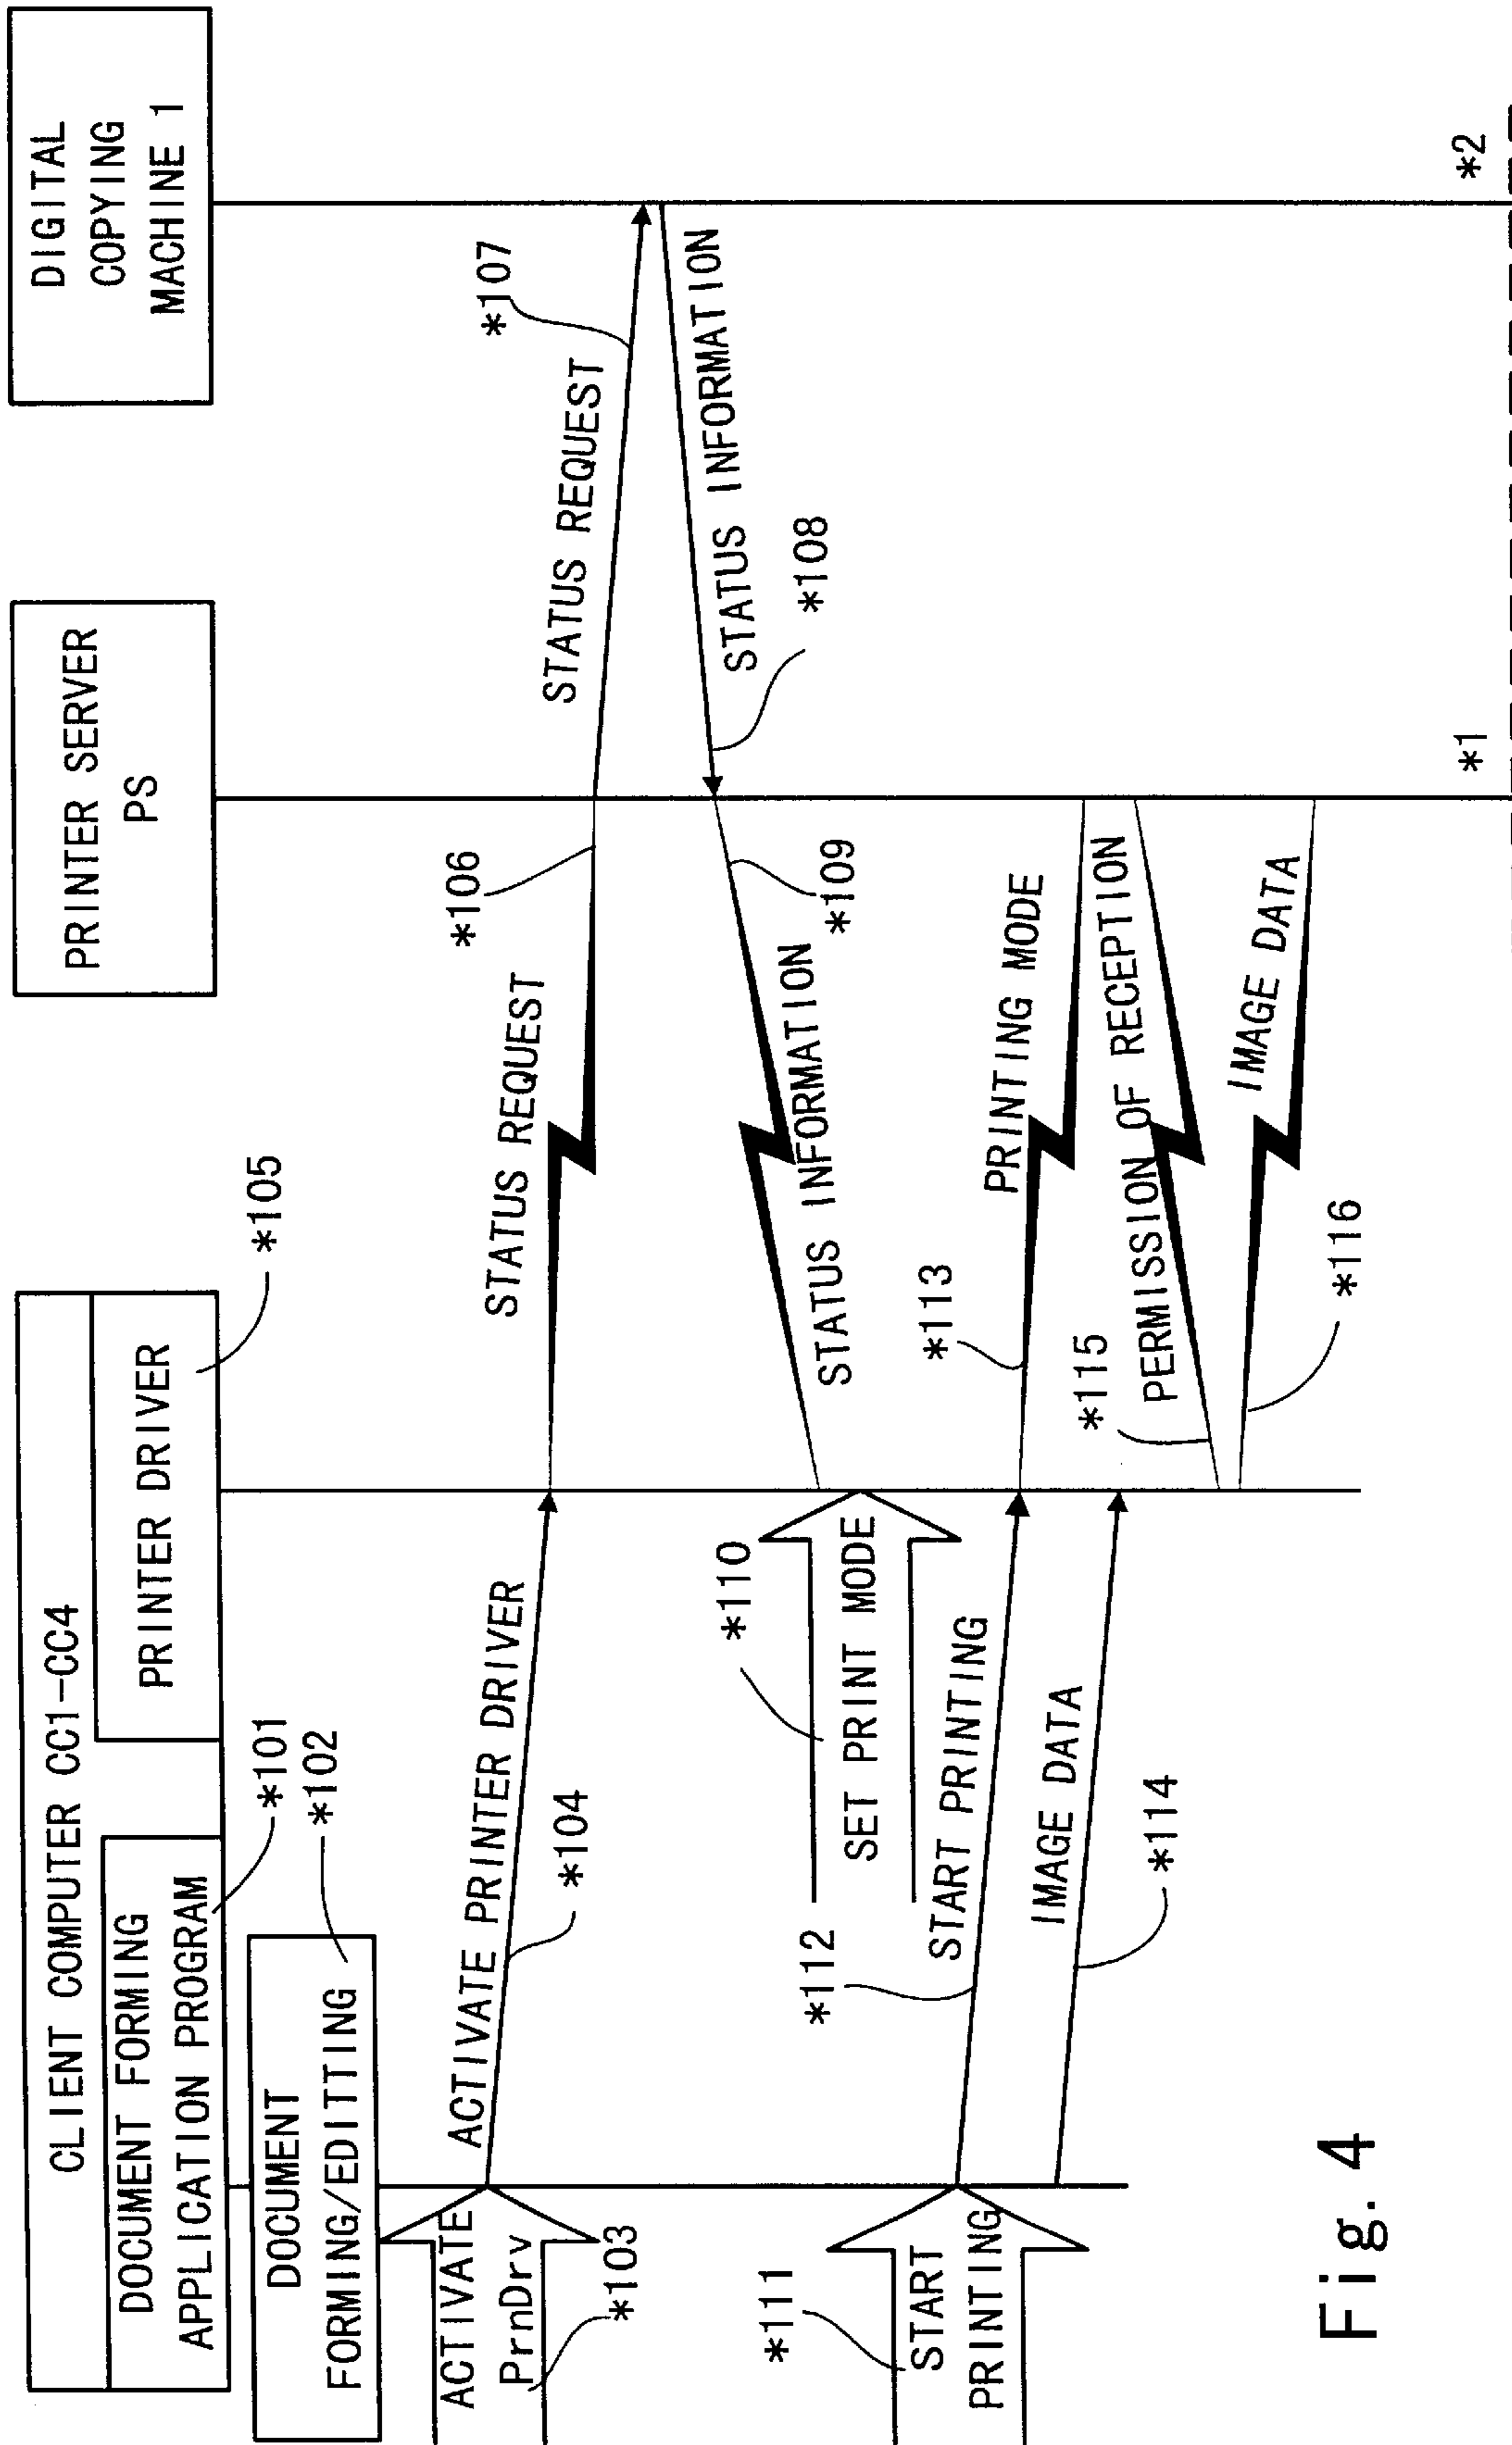 CLIENT COMPUTER CC1-CC4
DOCUMENT FORMING
APPLICATION PROGRAM
*101
PRINTER DRIVER
*105
PRINTER SERVER
PS
DIGITAL
COPYING
MACHINE 1
DOCUMENT
FORMING/EDITTING
*102
ACTIVATE
PrnDrv
*103
ACTIVATE PRINTER DRIVER
*104
STATUS REQUEST
*106
STATUS REQUEST
*107
STATUS INFORMATION
*108
STATUS INFORMATION
*109
*110
SET PRINT MODE
*111
START
PRINTING
*112
START PRINTING
*113
PRINTING MODE
IMAGE DATA
*114
*115
PERMISSION OF RECEPTION
IMAGE DATA
*116
*1
*2
Fig. 4